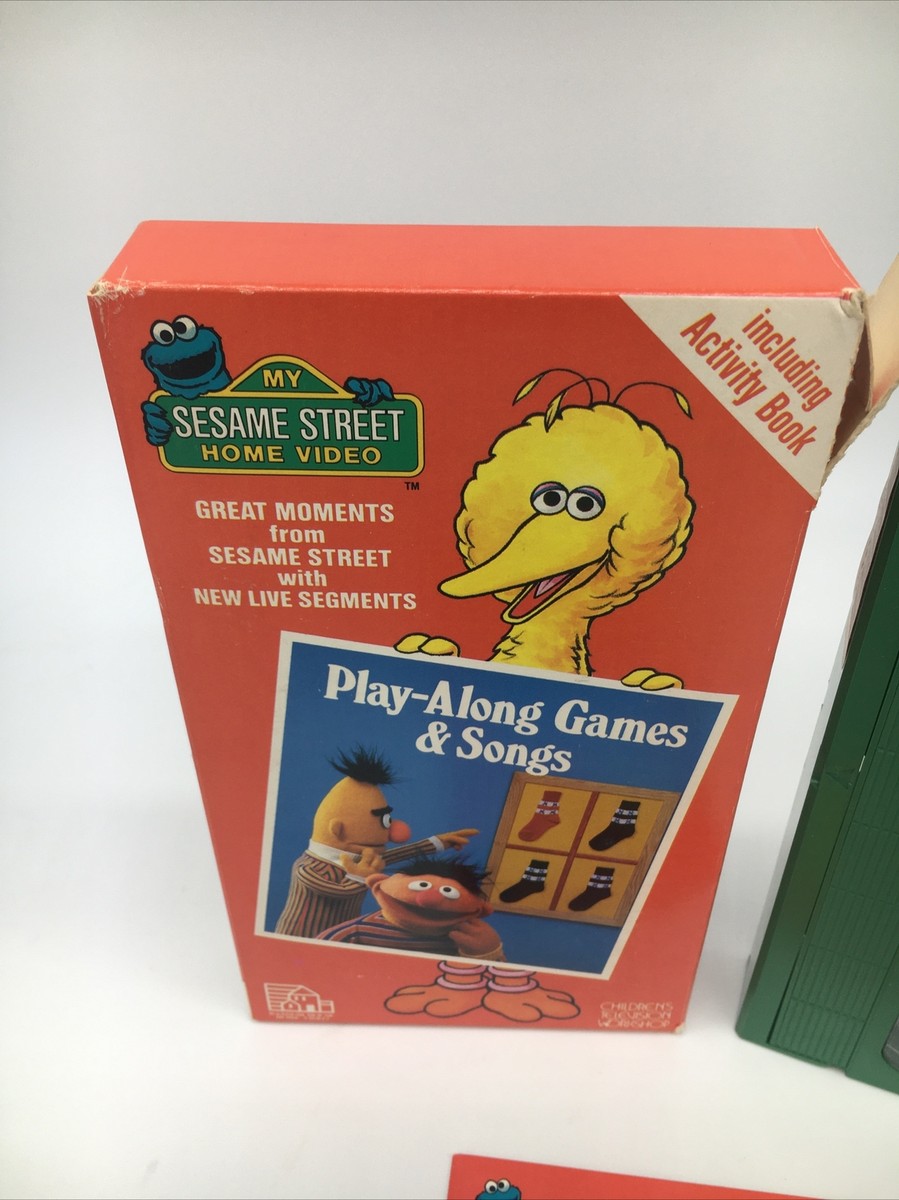 including
Activity Book
MY
SESAME STREET
HOME VIDEO
TM
GREAT MOMENTS
from
SESAME STREET
with
NEW LIVE SEGMENTS
Play-Along Games
& Songs
CHILDREN'S
TELEVISION
WORKSHOP